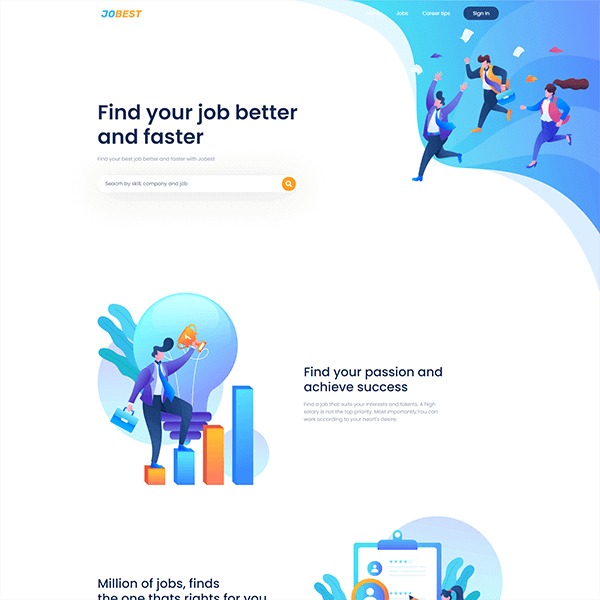 JOBEST
Jobs
Career tips
Sign In
Find your job better
and faster
Find your best job better and faster with Jobest
Search by skill, company and job
Find your passion and
achieve success
Find a job that suits your interests and talents. A high
salary is not the top priority. Most importantly,You can
work according to your heart's desire
Million of jobs, finds
the one thats rights for you